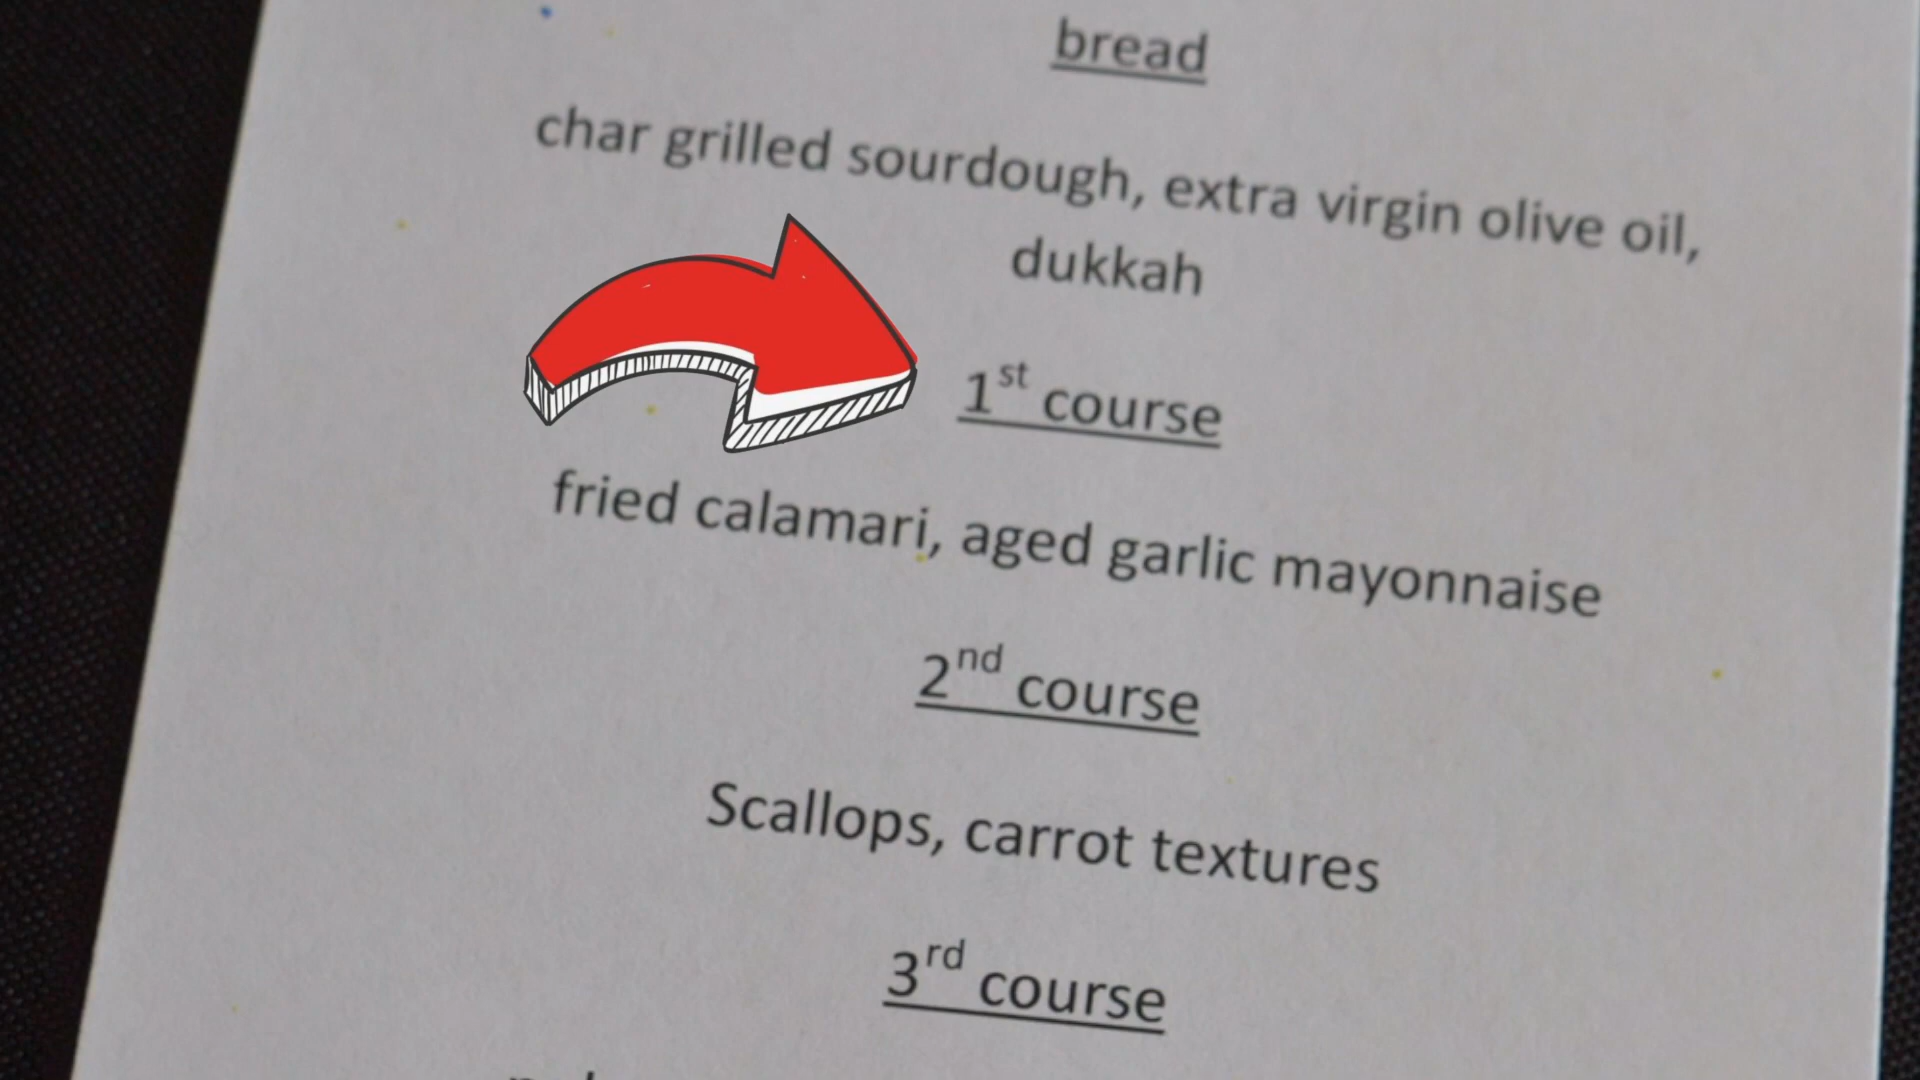 bread
char grilled sourdough, extra virgin olive oil,
dukkah
1st course
fried calamari, aged garlic mayonnaise
2nd course
Scallops, carrot textures
3rd course